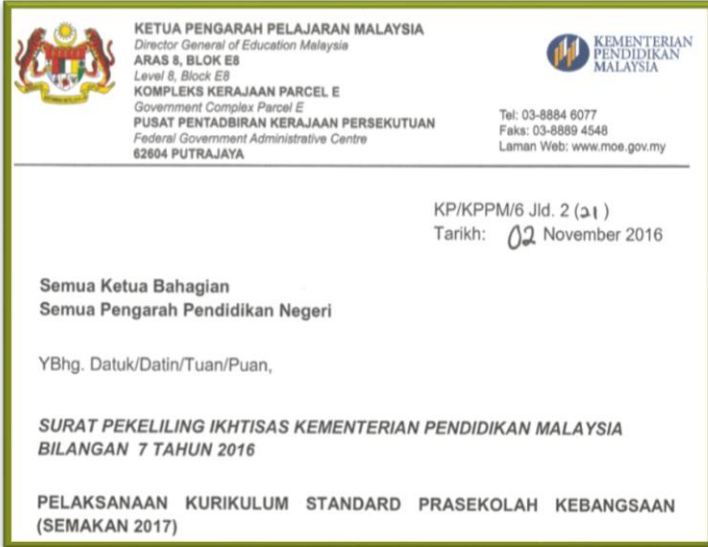 KETUA PENGARAH PELAJARAN MALAYSIA
Director General of Education Malaysia
ARAS 8, BLOK E8
Level 8, Block E8
KOMPLEKS KERAJAAN PARCEL E
Government Complex Parcel E
PUSAT PENTADBIRAN KERAJAAN PERSEKUTUAN
Federal Government Administrative Centre
62604 PUTRAJAYA
KEMENTERIAN
PENDIDIKAN
MALAYSIA
Tel: 03-8884 6077
Faks: 03-8889 4548
Laman Web: www.moe.gov.my
KP/KPPM/6 Jld. 2 (21)
Tarikh: 02 November 2016
Semua Ketua Bahagian
Semua Pengarah Pendidikan Negeri
YBhg. Datuk/Datin/Tuan/Puan,
SURAT PEKELILING IKHTISAS KEMENTERIAN PENDIDIKAN MALAYSIA
BILANGAN 7 TAHUN 2016
PELAKSANAAN KURIKULUM STANDARD PRASEKOLAH KEBANGSAAN
(SEMAKAN 2017)